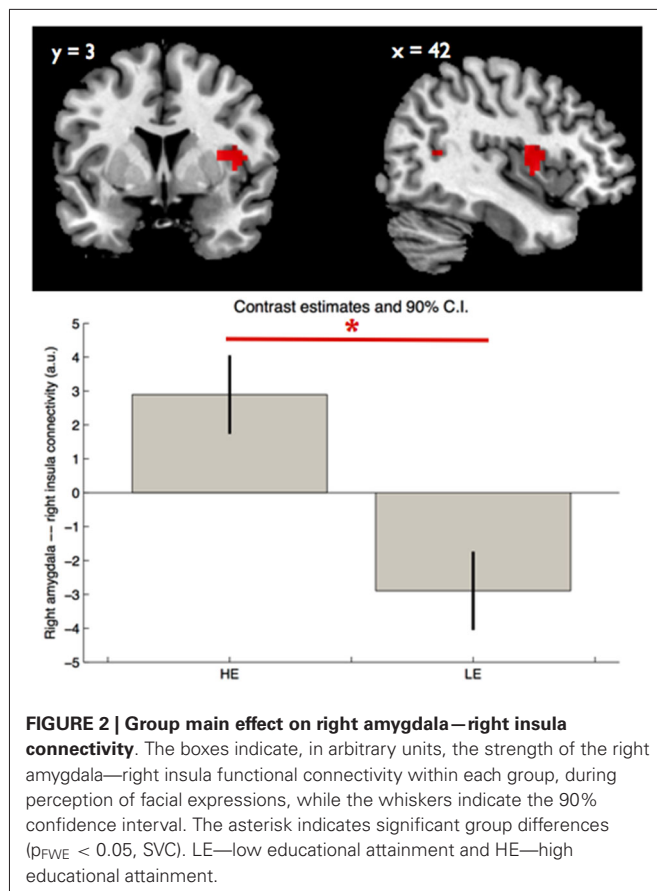 y = 3
x = 42
Contrast estimates and 90% C.I.
*
Right amygdala –– right insula connectivity (a.u.)
5
4
3
2
1
0
−1
−2
−3
−4
−5
HE
LE
FIGURE 2 | Group main effect on right amygdala—right insula
connectivity. The boxes indicate, in arbitrary units, the strength of the right
amygdala—right insula functional connectivity within each group, during
perception of facial expressions, while the whiskers indicate the 90%
confidence interval. The asterisk indicates significant group differences
(pFWE < 0.05, SVC). LE—low educational attainment and HE—high
educational attainment.